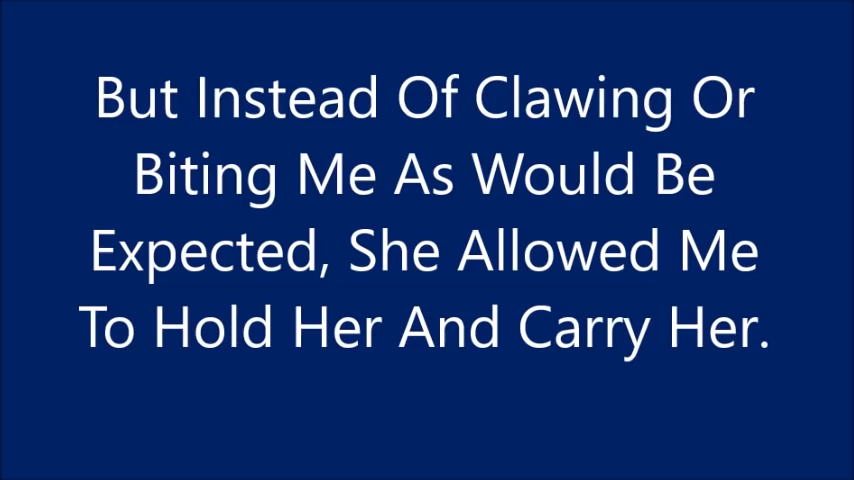 But Instead Of Clawing Or
Biting Me As Would Be
Expected, She Allowed Me
To Hold Her And Carry Her.